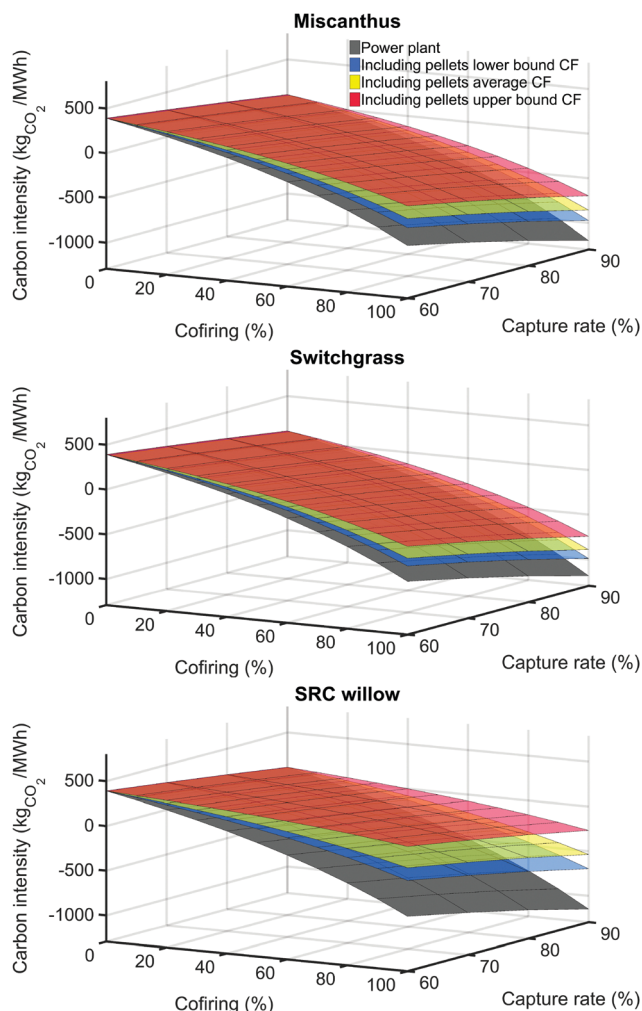 Miscanthus
Power plant
Including pellets lower bound CF
Including pellets average CF
Including pellets upper bound CF
Carbon intensity (kgCO2/MWh)
500
0
-500
-1000
0
20
40
60
80
100
Cofiring (%)
60
70
80
90
Capture rate (%)
Switchgrass
Carbon intensity (kgCO2/MWh)
500
0
-500
-1000
0
20
40
60
80
100
Cofiring (%)
60
70
80
90
Capture rate (%)
SRC willow
Carbon intensity (kgCO2/MWh)
500
0
-500
-1000
0
20
40
60
80
100
Cofiring (%)
60
70
80
90
Capture rate (%)